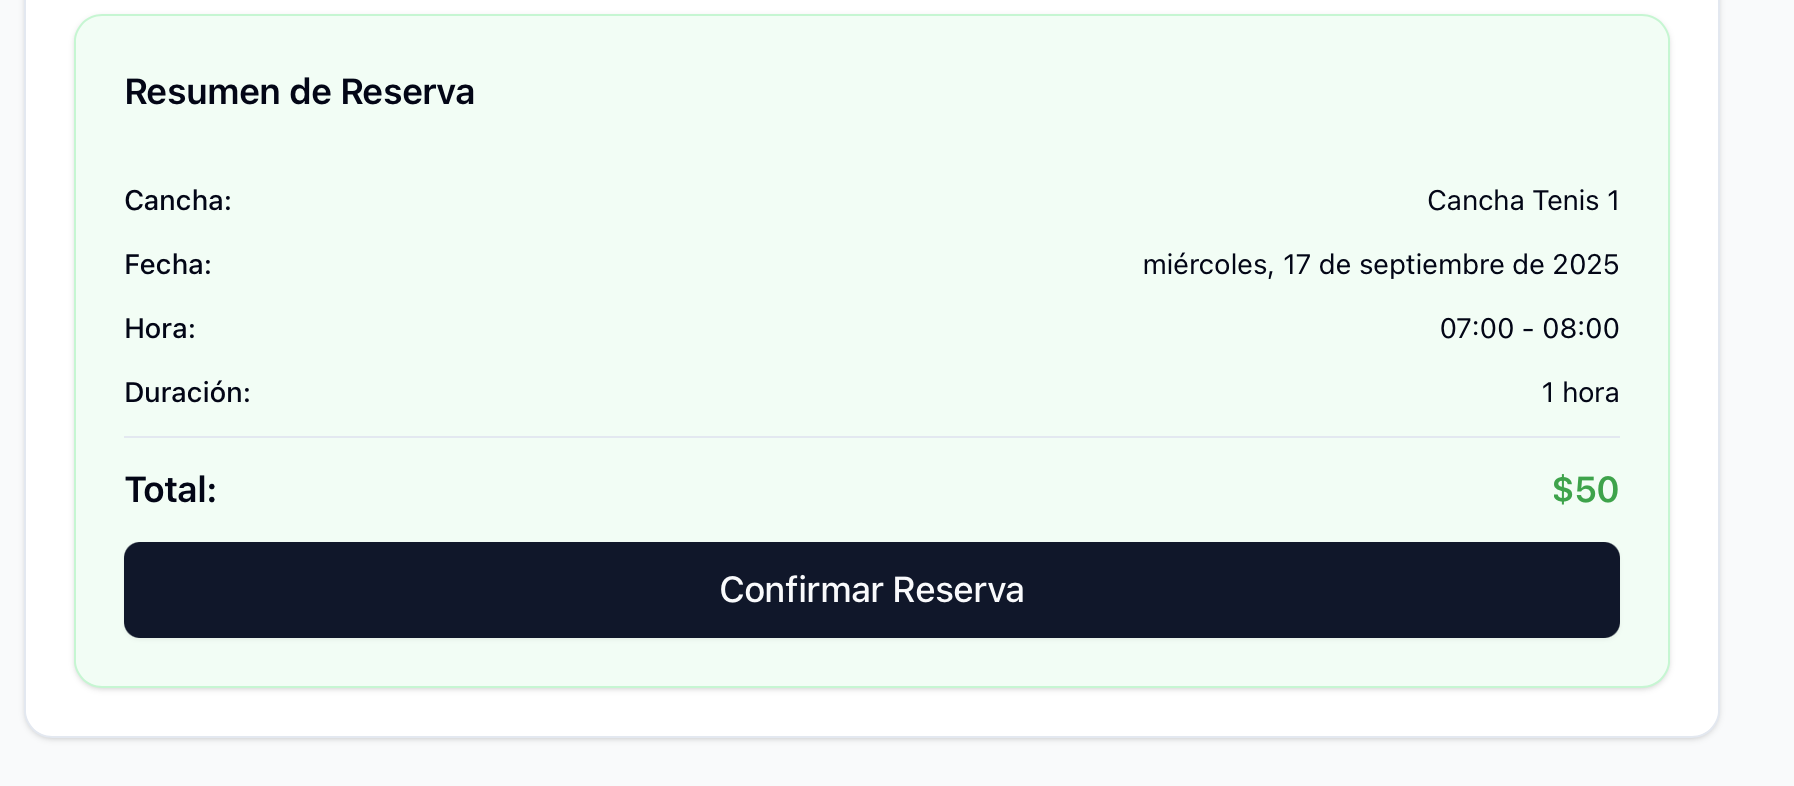 Resumen de Reserva
Cancha: Cancha Tenis 1
Fecha: miércoles, 17 de septiembre de 2025
Hora: 07:00 - 08:00
Duración: 1 hora
Total: $50
Confirmar Reserva